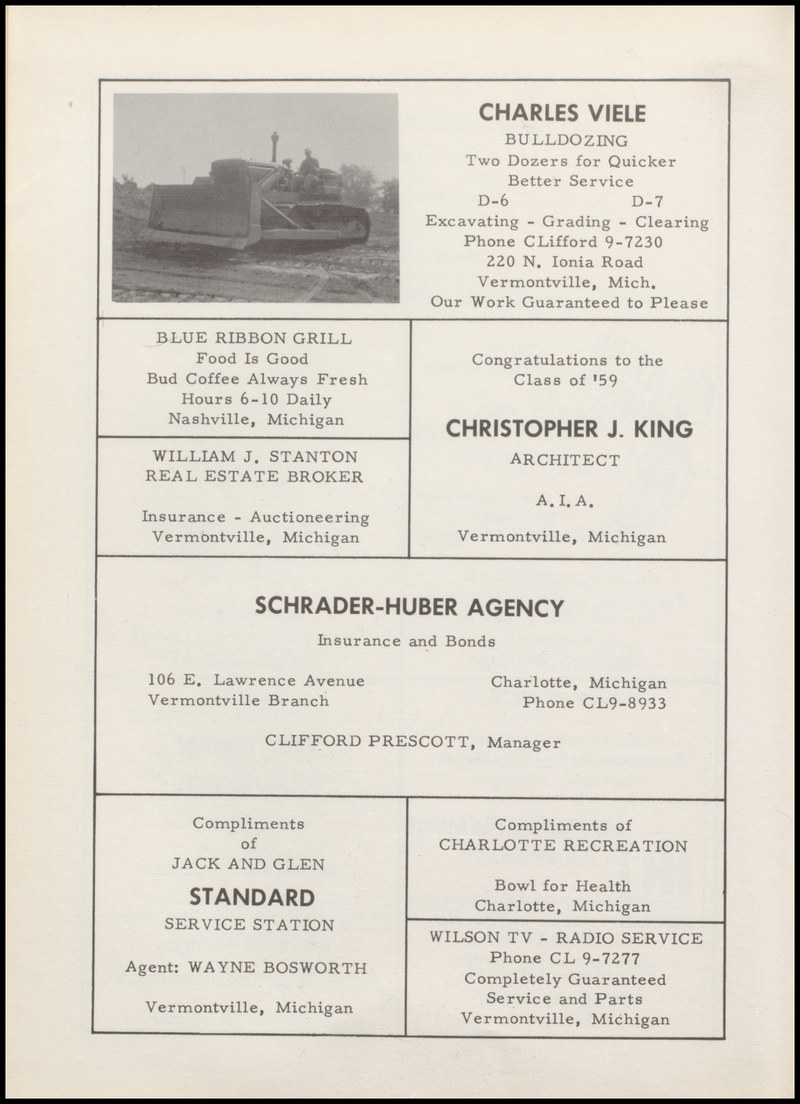 CHARLES VIELE
BULLDOZING
Two Dozers for Quicker
Better Service
D-6 D-7
Excavating - Grading - Clearing
Phone CLifford 9-7230
220 N. Ionia Road
Vermontville, Mich.
Our Work Guaranteed to Please
BLUE RIBBON GRILL
Food Is Good
Bud Coffee Always Fresh
Hours 6-10 Daily
Nashville, Michigan
WILLIAM J. STANTON
REAL ESTATE BROKER
Insurance - Auctioneering
Vermontville, Michigan
Congratulations to the
Class of '59
CHRISTOPHER J. KING
ARCHITECT
A.I.A.
Vermontville, Michigan
SCHRADER-HUBER AGENCY
Insurance and Bonds
106 E. Lawrence Avenue Charlotte, Michigan
Vermontville Branch Phone CL9-8933
CLIFFORD PRESCOTT, Manager
Compliments
of
JACK AND GLEN
STANDARD
SERVICE STATION
Agent: WAYNE BOSWORTH
Vermontville, Michigan
Compliments of
CHARLOTTE RECREATION
Bowl for Health
Charlotte, Michigan
WILSON TV - RADIO SERVICE
Phone CL 9-7277
Completely Guaranteed
Service and Parts
Vermontville, Michigan